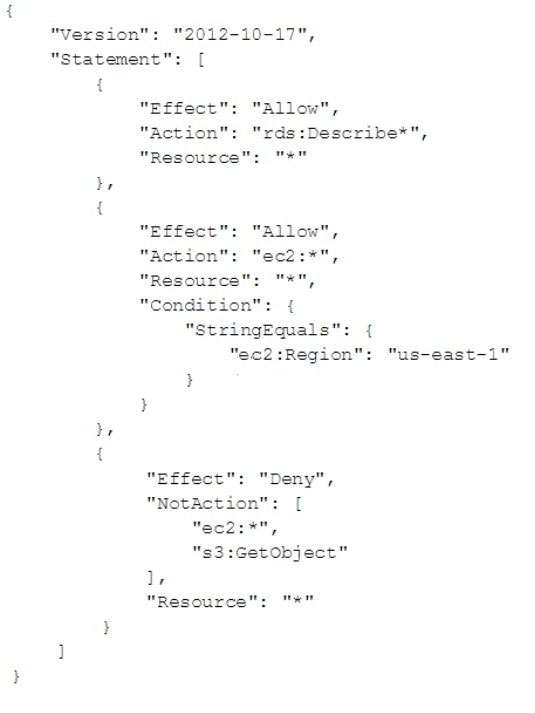 {
"Version": "2012-10-17",
"Statement": [
{
"Effect": "Allow",
"Action": "rds:Describe*",
"Resource": "*"
},
{
"Effect": "Allow",
"Action": "ec2:*",
"Resource": "*",
"Condition": {
"StringEquals": {
"ec2:Region": "us-east-1"
}
}
},
{
"Effect": "Deny",
"NotAction": [
"ec2:*",
"s3:GetObject"
],
"Resource": "*"
}
]
}